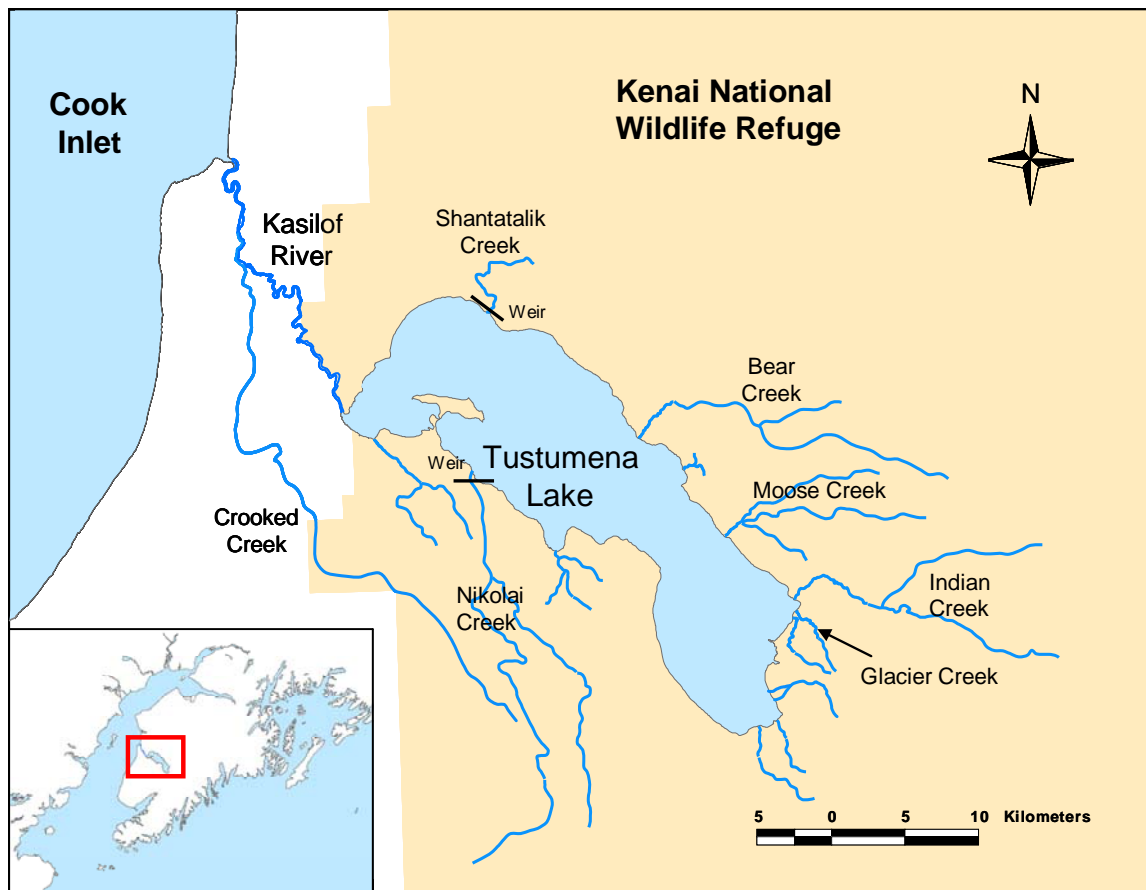 Cook
Inlet
Kenai National
Wildlife Refuge
N
Kasilof
River
Shantatalik
Creek
Weir
Bear
Creek
Weir
Tustumena
Lake
Moose Creek
Crooked
Creek
Nikolai
Creek
Indian
Creek
Glacier Creek
5 0 5 10 Kilometers